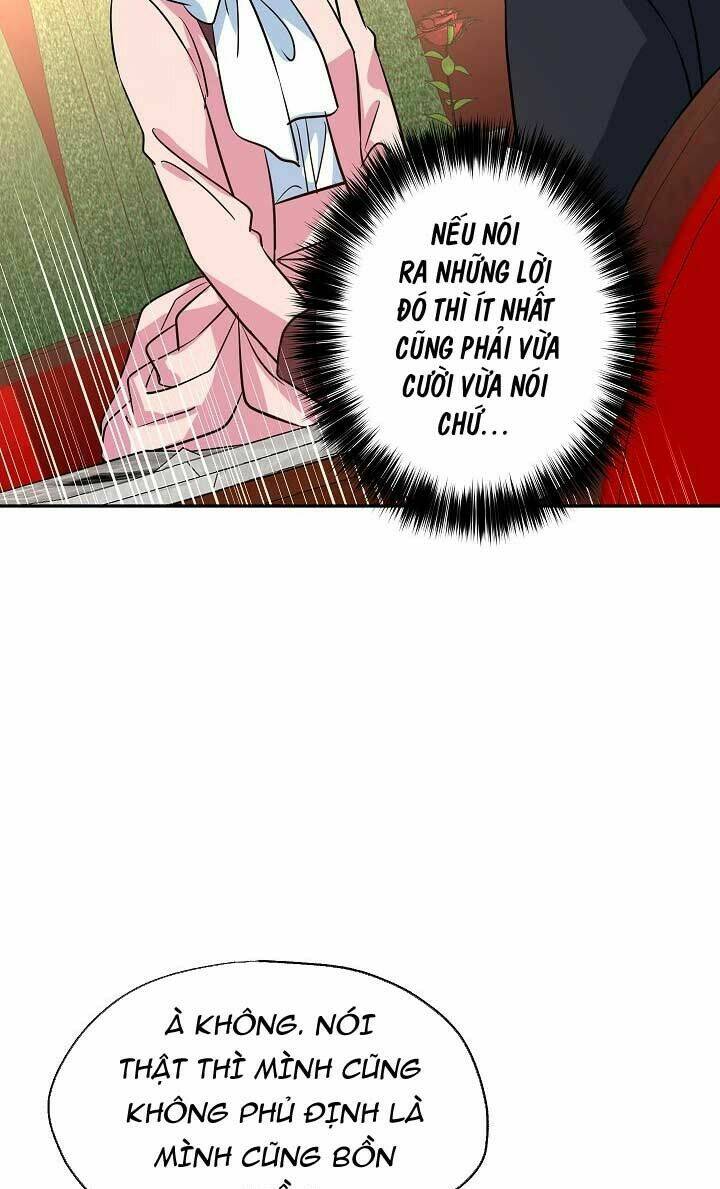 NẾU NÓI
RA NHỮNG LỜI
ĐÓ THÌ ÍT NHẤT
CŨNG PHẢI VỪA
CƯỜI VỪA NÓI
CHỨ...
À KHÔNG. NÓI
THẬT THÌ MÌNH CŨNG
KHÔNG PHỦ ĐỊNH LÀ
MÌNH CŨNG BỒN